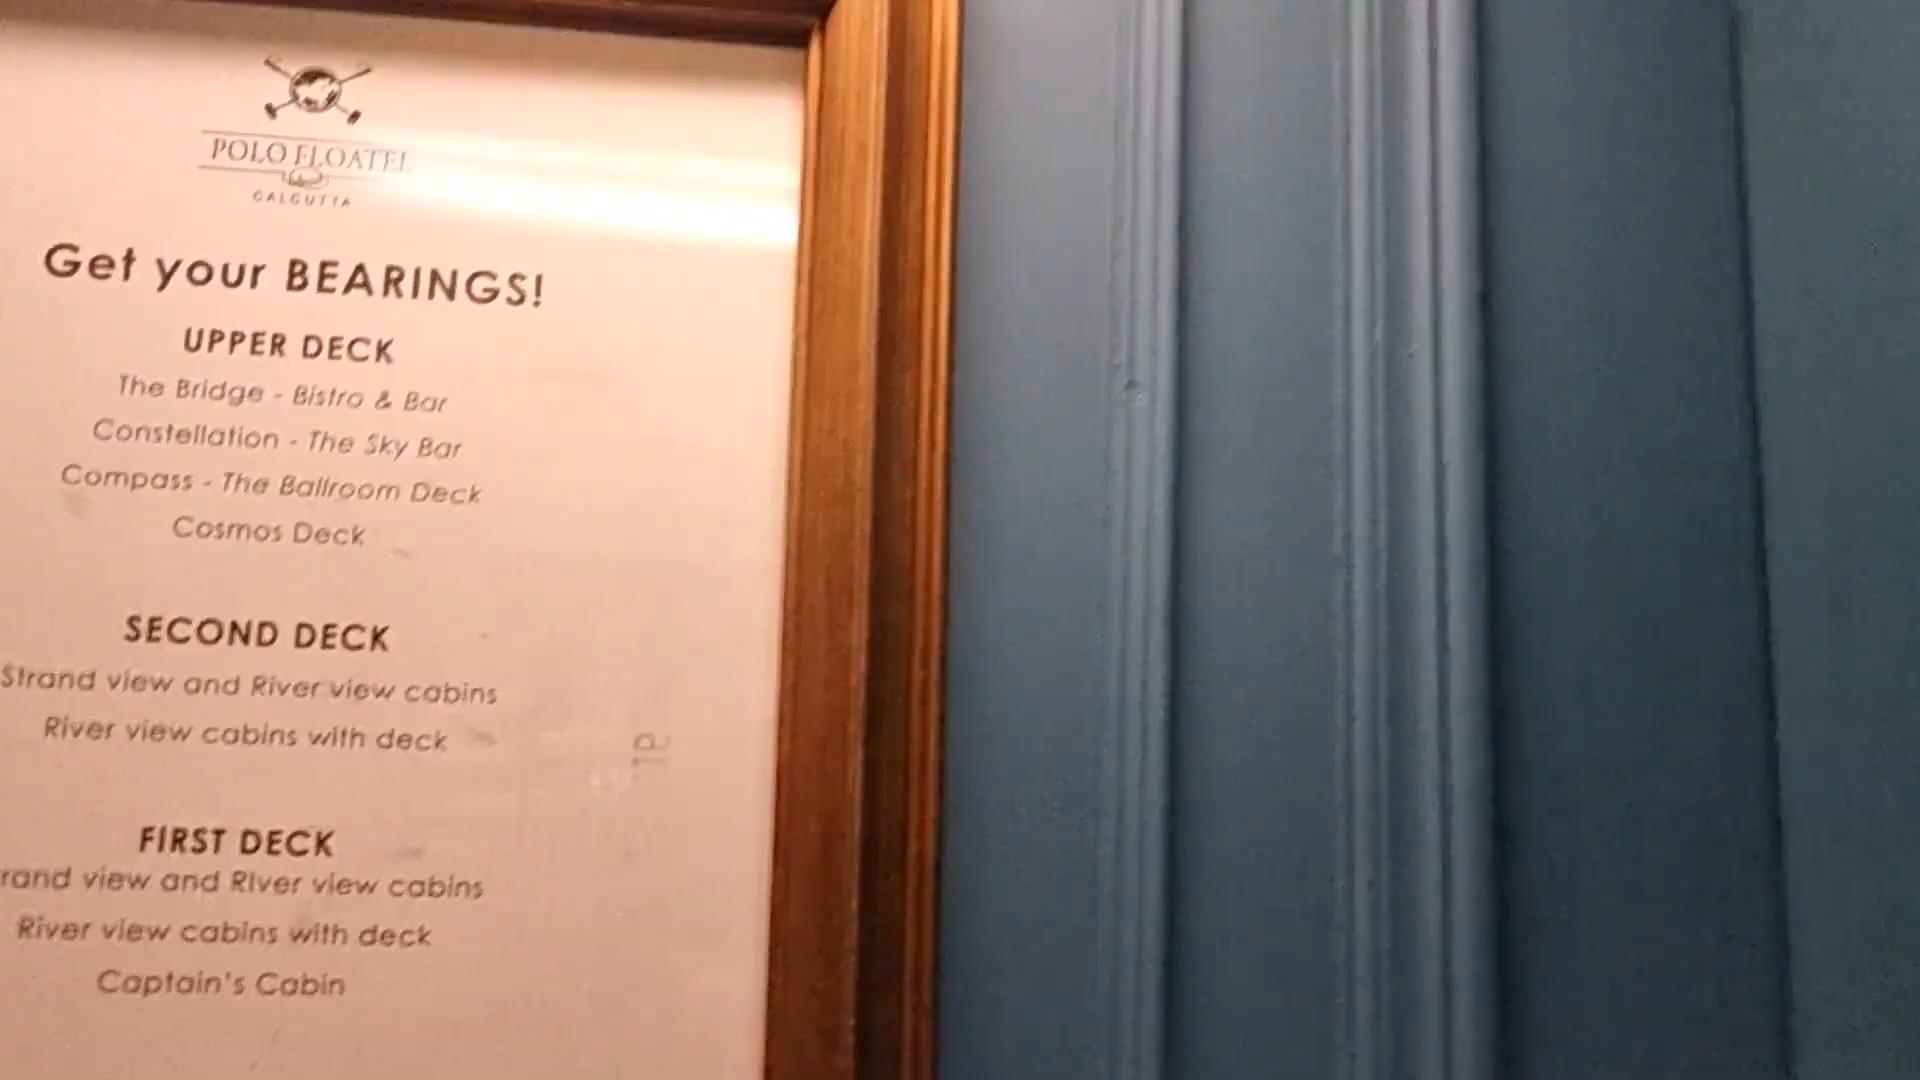 POLO FLOATEL
CALCUTTA
Get your BEARINGS!
UPPER DECK
The Bridge - Bistro & Bar
Constellation - The Sky Bar
Compass - The Ballroom Deck
Cosmos Deck
SECOND DECK
Strand view and River view cabins
River view cabins with deck
FIRST DECK
rand view and River view cabins
River view cabins with deck
Captain's Cabin